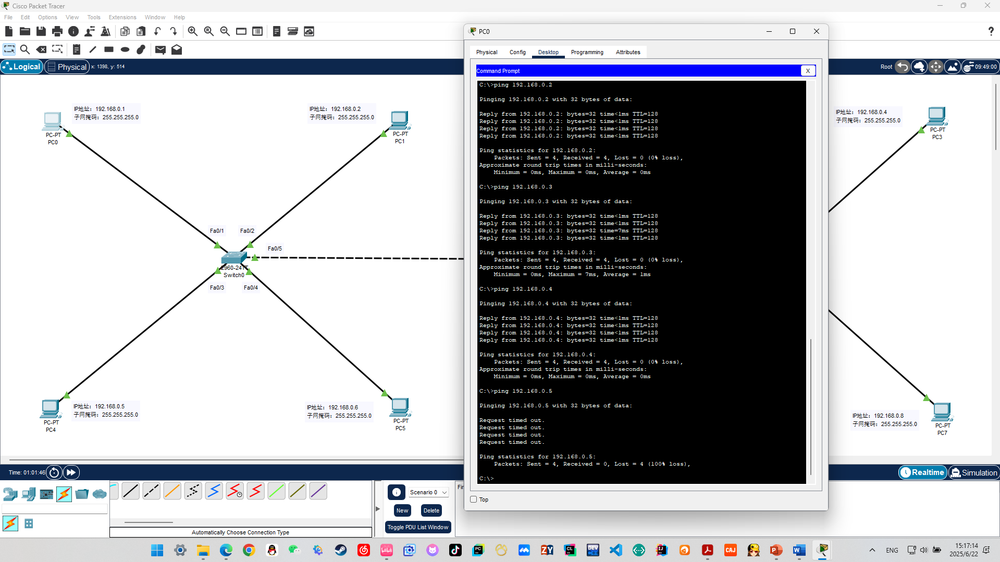 Cisco Packet Tracer
File Edit Options View Tools Extensions Window Help
Logical
Physical
x: 1398, y: 514
Root
09:49:00
IP地址：192.168.0.1
子网掩码：255.255.255.0
PC-PT
PC0
IP地址：192.168.0.2
子网掩码：255.255.255.0
PC-PT
PC1
Fa0/1
Fa0/2
Fa0/5
2960-24TT
Switch0
Fa0/3
Fa0/4
IP地址：192.168.0.5
子网掩码：255.255.255.0
PC-PT
PC4
IP地址：192.168.0.6
子网掩码：255.255.255.0
PC-PT
PC5
PC0
Physical Config Desktop Programming Attributes
Command Prompt
X
C:\>ping 192.168.0.2
Pinging 192.168.0.2 with 32 bytes of data:
Reply from 192.168.0.2: bytes=32 time<1ms TTL=128
Reply from 192.168.0.2: bytes=32 time<1ms TTL=128
Reply from 192.168.0.2: bytes=32 time<1ms TTL=128
Reply from 192.168.0.2: bytes=32 time<1ms TTL=128
Ping statistics for 192.168.0.2:
Packets: Sent = 4, Received = 4, Lost = 0 (0% loss),
Approximate round trip times in milli-seconds:
Minimum = 0ms, Maximum = 0ms, Average = 0ms
C:\>ping 192.168.0.3
Pinging 192.168.0.3 with 32 bytes of data:
Reply from 192.168.0.3: bytes=32 time<1ms TTL=128
Reply from 192.168.0.3: bytes=32 time<1ms TTL=128
Reply from 192.168.0.3: bytes=32 time=7ms TTL=128
Reply from 192.168.0.3: bytes=32 time<1ms TTL=128
Ping statistics for 192.168.0.3:
Packets: Sent = 4, Received = 4, Lost = 0 (0% loss),
Approximate round trip times in milli-seconds:
Minimum = 0ms, Maximum = 7ms, Average = 1ms
C:\>ping 192.168.0.4
Pinging 192.168.0.4 with 32 bytes of data:
Reply from 192.168.0.4: bytes=32 time<1ms TTL=128
Reply from 192.168.0.4: bytes=32 time<1ms TTL=128
Reply from 192.168.0.4: bytes=32 time<1ms TTL=128
Reply from 192.168.0.4: bytes=32 time<1ms TTL=128
Ping statistics for 192.168.0.4:
Packets: Sent = 4, Received = 4, Lost = 0 (0% loss),
Approximate round trip times in milli-seconds:
Minimum = 0ms, Maximum = 0ms, Average = 0ms
C:\>ping 192.168.0.5
Pinging 192.168.0.5 with 32 bytes of data:
Request timed out.
Request timed out.
Request timed out.
Request timed out.
Ping statistics for 192.168.0.5:
Packets: Sent = 4, Received = 0, Lost = 4 (100% loss),
C:\>
Top
IP地址：192.168.0.4
子网掩码：255.255.255.0
PC-PT
PC3
IP地址：192.168.0.8
子网掩码：255.255.255.0
PC-PT
PC7
Time: 01:01:46
Realtime
Simulation
Scenario 0
Fir
New
Delete
Toggle PDU List Window
Automatically Choose Connection Type
PC
ZY
CL
DEV
IJ
CAJ
P
W
ENG
15:17:14
2025/6/22